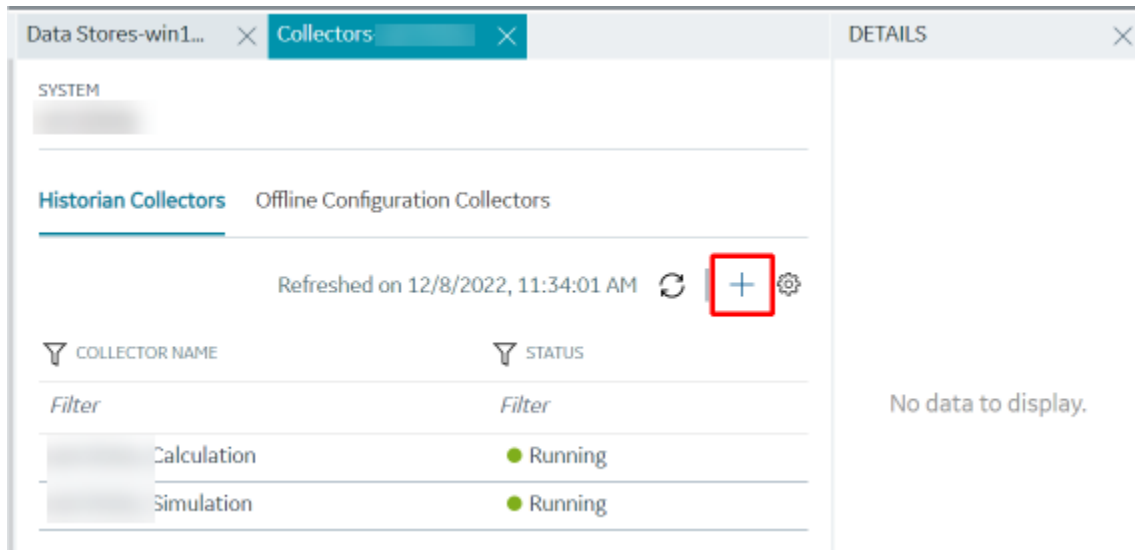 Data Stores-win1... Collectors- DETAILS
SYSTEM
Historian Collectors Offline Configuration Collectors
Refreshed on 12/8/2022, 11:34:01 AM
COLLECTOR NAME STATUS
Filter Filter
No data to display.
Calculation Running
Simulation Running